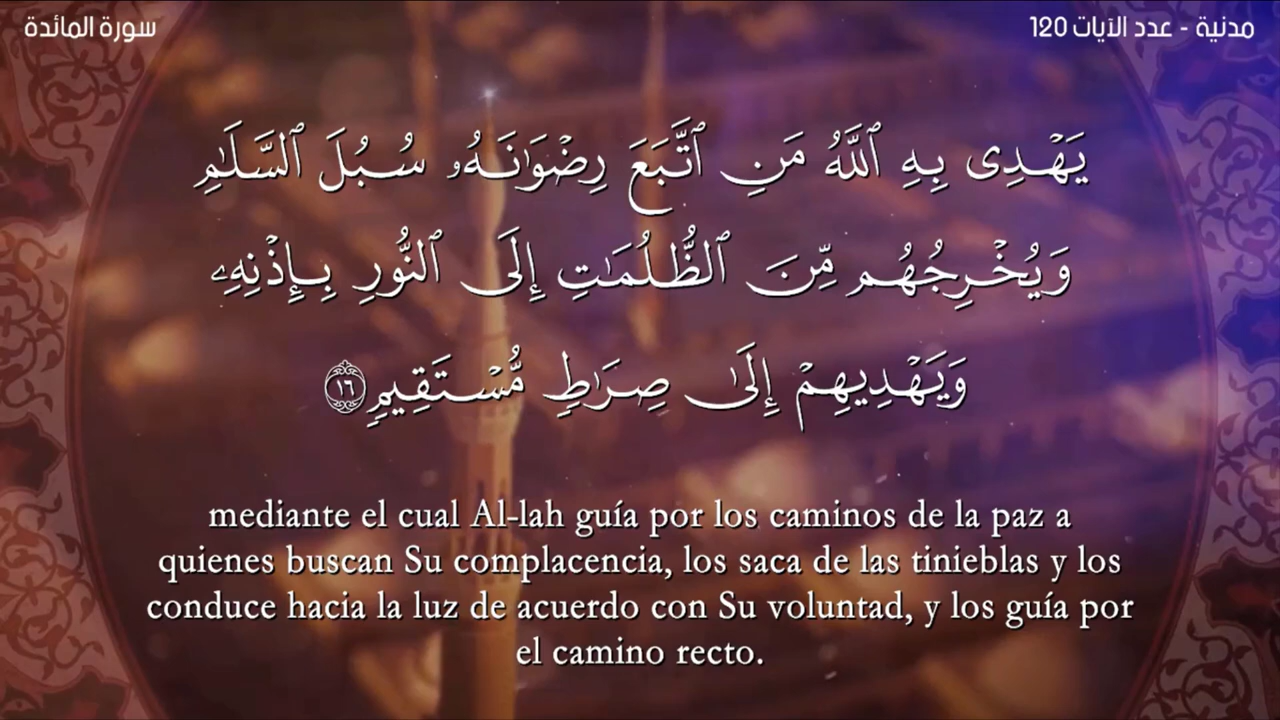 سورة المائدة
مدنية - عدد الآيات 120
يَهْدِى بِهِ ٱللَّهُ مَنِ ٱتَّبَعَ رِضْوَٰنَهُۥ سُبُلَ ٱلسَّلَٰمِ
وَيُخْرِجُهُم مِّنَ ٱلظُّلُمَٰتِ إِلَى ٱلنُّورِ بِإِذْنِهِۦ
وَيَهْدِيهِمْ إِلَىٰ صِرَٰطٍ مُّسْتَقِيمٍ ١٦
mediante el cual Al-lah guía por los caminos de la paz a
quienes buscan Su complacencia, los saca de las tinieblas y los
conduce hacia la luz de acuerdo con Su voluntad, y los guía por
el camino recto.